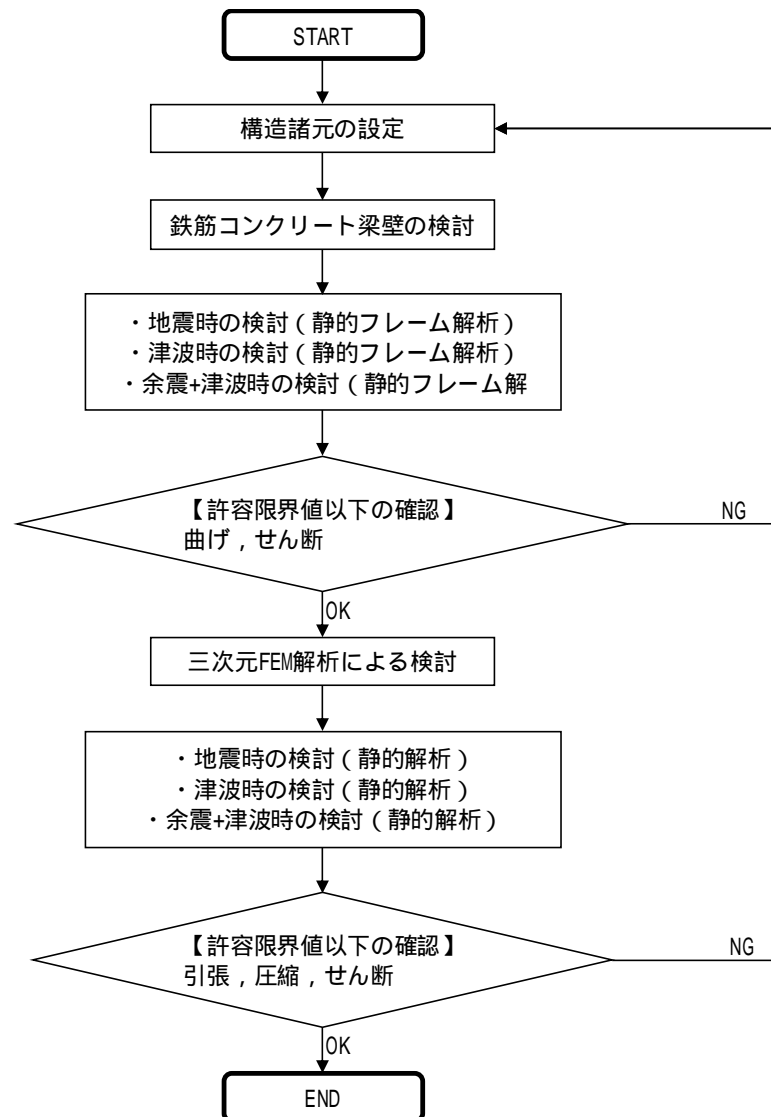 START
構造諸元の設定
鉄筋コンクリート梁壁の検討
・地震時の検討（静的フレーム解析）
・津波時の検討（静的フレーム解析）
・余震+津波時の検討（静的フレーム解
【許容限界値以下の確認】
曲げ，せん断
NG
OK
三次元FEM解析による検討
・地震時の検討（静的解析）
・津波時の検討（静的解析）
・余震+津波時の検討（静的解析）
【許容限界値以下の確認】
引張，圧縮，せん断
NG
OK
END